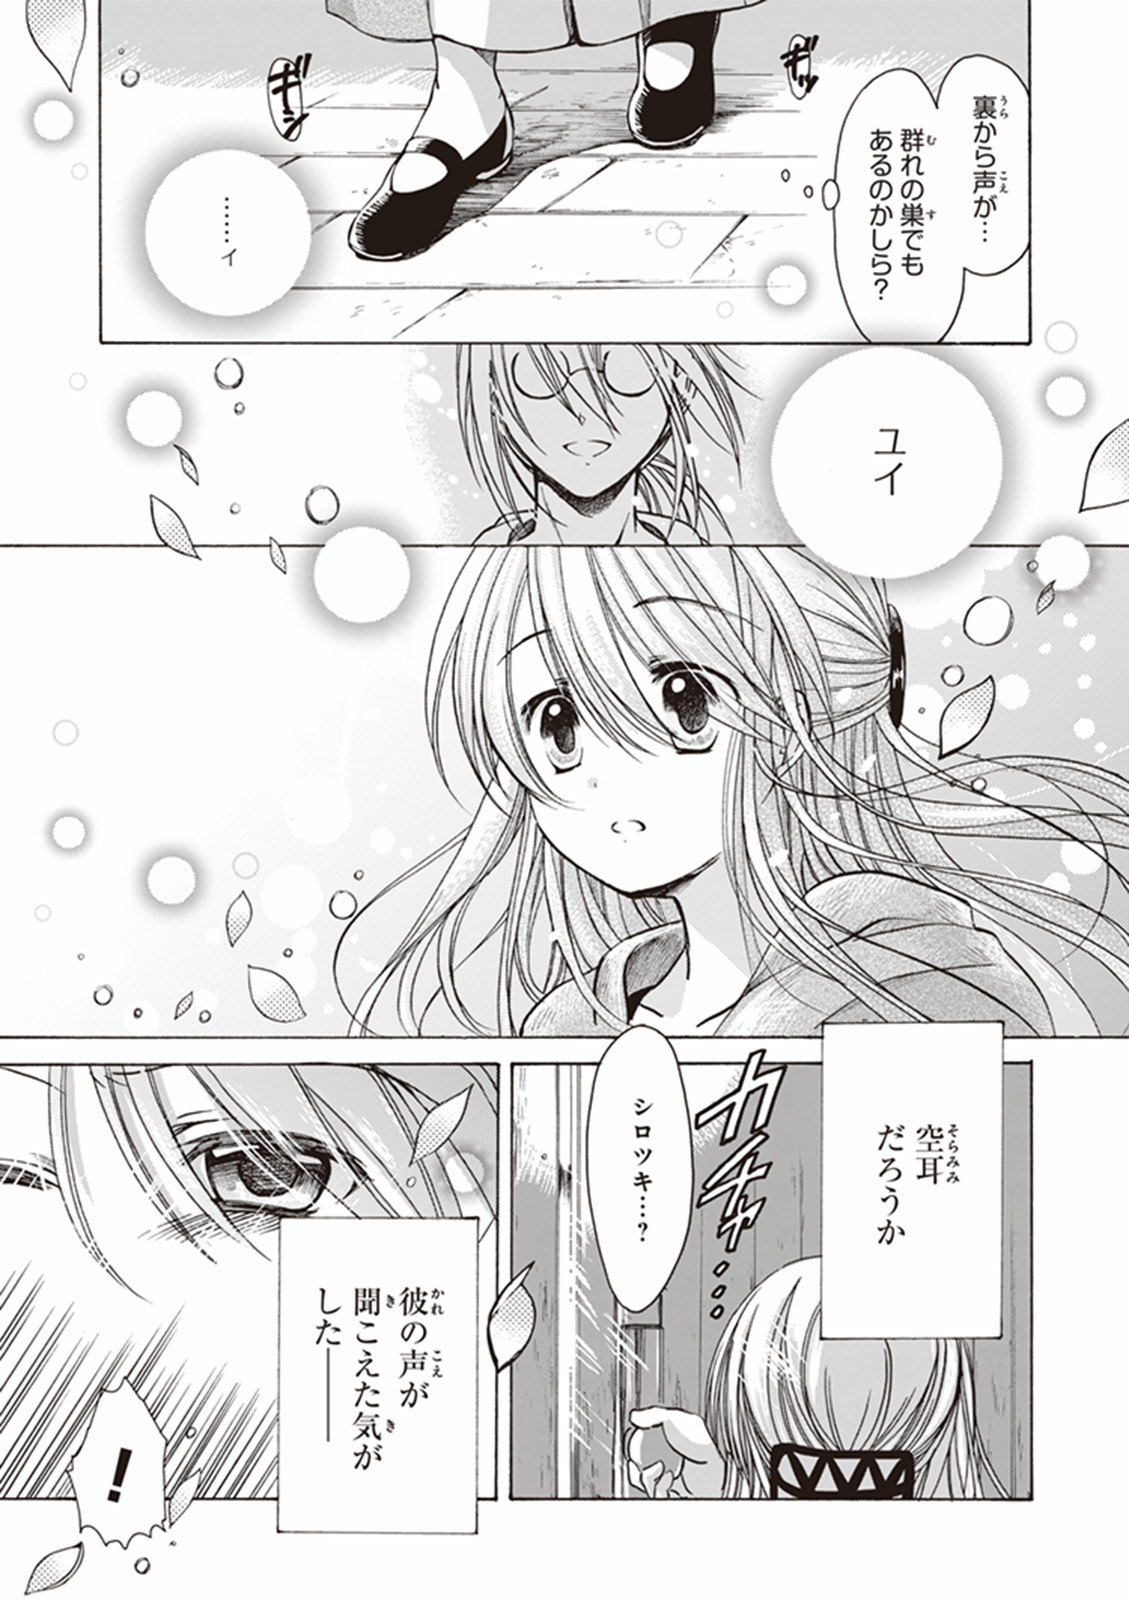 裏から声が…
群れの巣でも
あるのかしら？
ギッ
ギシ
……ィ
ユイ
空耳
だろうか
カチャ…
シロツキ…？
彼の声が
聞こえた気が
した――
！